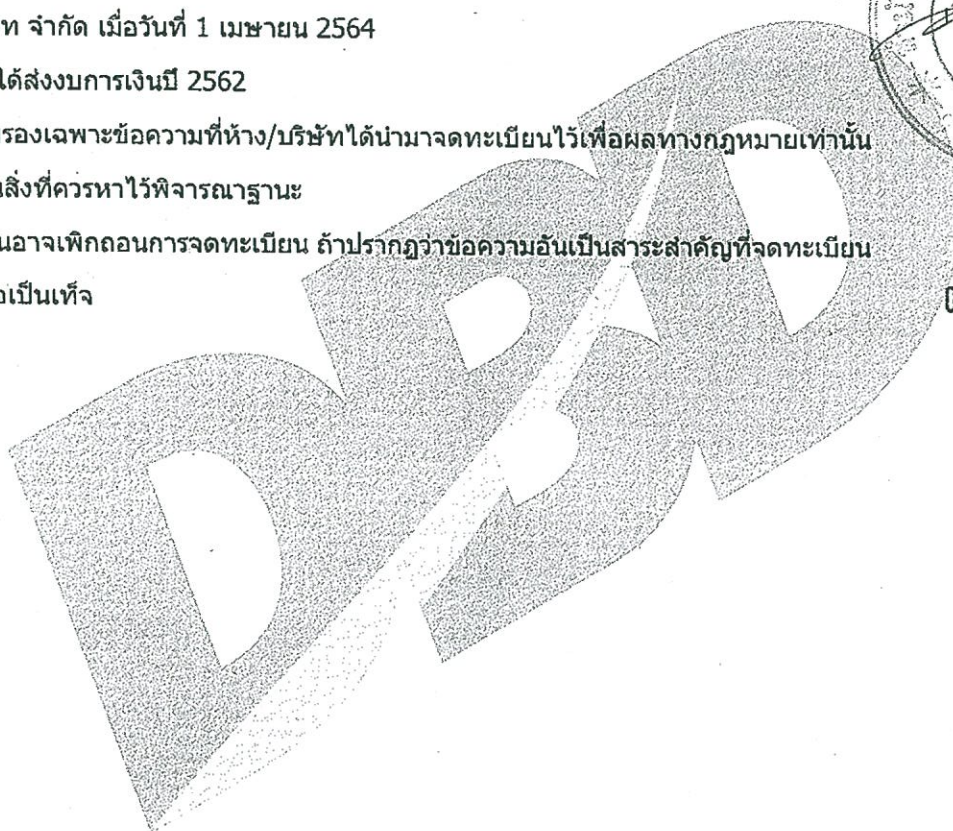 ท จำกัด เมื่อวันที่ 1 เมษายน 2564
ได้ส่งงบการเงินปี 2562
รองเฉพาะข้อความที่ห้าง/บริษัทได้นำมาจดทะเบียนไว้เพื่อผลทางกฎหมายเท่านั้น
สิ่งที่ควรหาไว้พิจารณาฐานะ
นอาจเพิกถอนการจดทะเบียน ถ้าปรากฏว่าข้อความอันเป็นสาระสำคัญที่จดทะเบียน
เป็นเท็จ
DBD